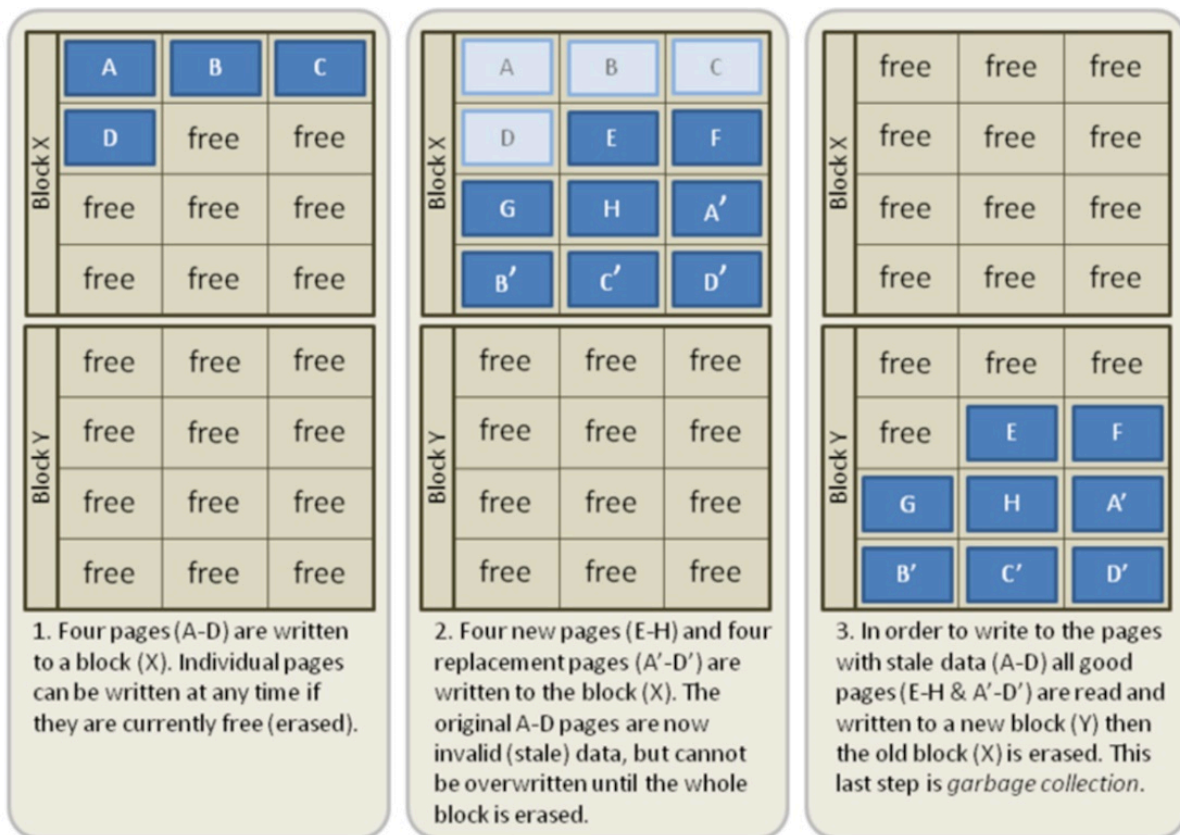 Block X
A B C
D free free
free free free
free free free
Block Y
free free free
free free free
free free free
free free free
1. Four pages (A-D) are written
to a block (X). Individual pages
can be written at any time if
they are currently free (erased).
Block X
A B C
D E F
G H A′
B′ C′ D′
Block Y
free free free
free free free
free free free
free free free
2. Four new pages (E-H) and four
replacement pages (A′-D′) are
written to the block (X). The
original A-D pages are now
invalid (stale) data, but cannot
be overwritten until the whole
block is erased.
Block X
free free free
free free free
free free free
free free free
Block Y
free free free
free E F
G H A′
B′ C′ D′
3. In order to write to the pages
with stale data (A-D) all good
pages (E-H & A′-D′) are read and
written to a new block (Y) then
the old block (X) is erased. This
last step is garbage collection.